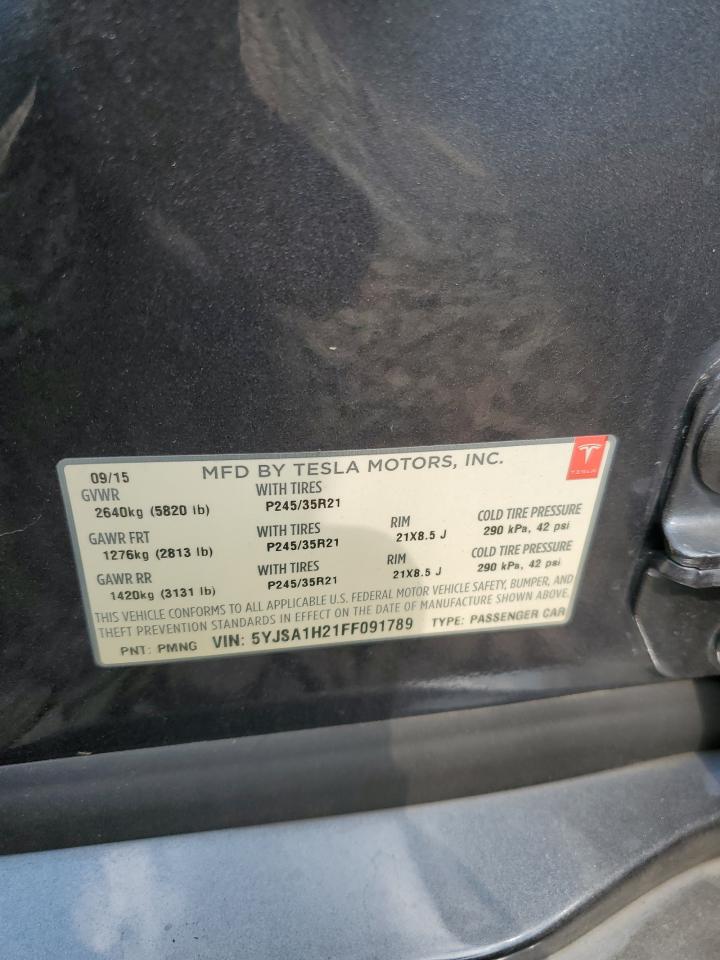 09/15 MFD BY TESLA MOTORS, INC.
TESLA
GVWR WITH TIRES
2640kg (5820 lb) P245/35R21
GAWR FRT WITH TIRES RIM COLD TIRE PRESSURE
1276kg (2813 lb) P245/35R21 21X8.5 J 290 kPa, 42 psi
GAWR RR WITH TIRES RIM COLD TIRE PRESSURE
1420kg (3131 lb) P245/35R21 21X8.5 J 290 kPa, 42 psi
THIS VEHICLE CONFORMS TO ALL APPLICABLE U.S. FEDERAL MOTOR VEHICLE SAFETY, BUMPER, AND
THEFT PREVENTION STANDARDS IN EFFECT ON THE DATE OF MANUFACTURE SHOWN ABOVE.
PNT: PMNG VIN: 5YJSA1H21FF091789 TYPE: PASSENGER CAR